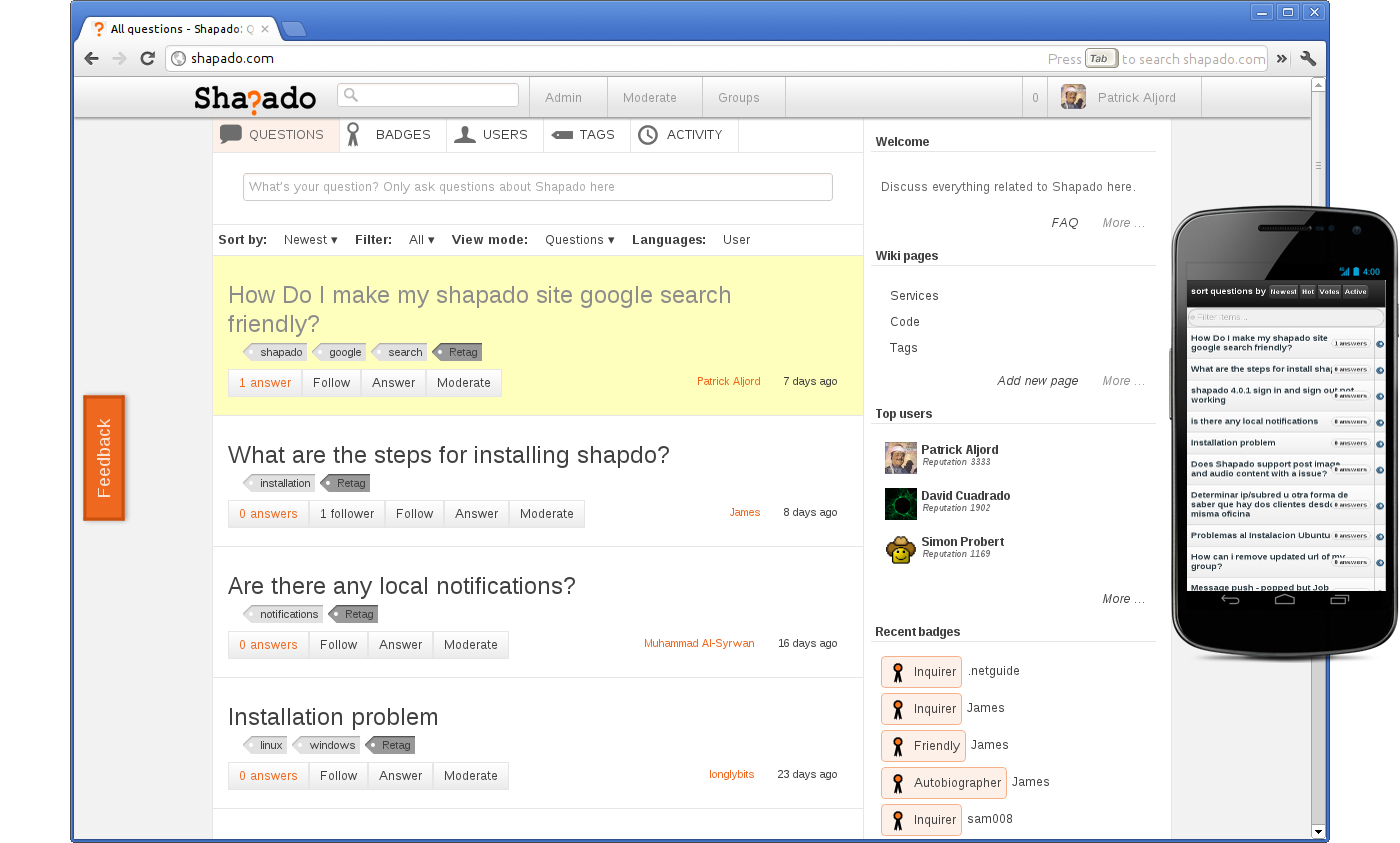 All questions - Shapado: Q
shapado.com
Press Tab to search shapado.com
Sha?ado
Admin
Moderate
Groups
0
Patrick Aljord
QUESTIONS
BADGES
USERS
TAGS
ACTIVITY
What's your question? Only ask questions about Shapado here
Sort by: Newest ▾ Filter: All ▾ View mode: Questions ▾ Languages: User
How Do I make my shapado site google search
friendly?
shapado google search Retag
1 answer Follow Answer Moderate Patrick Aljord 7 days ago
What are the steps for installing shapdo?
installation Retag
0 answers 1 follower Follow Answer Moderate James 8 days ago
Are there any local notifications?
notifications Retag
0 answers Follow Answer Moderate Muhammad Al-Syrwan 16 days ago
Installation problem
linux windows Retag
0 answers Follow Answer Moderate longlybits 23 days ago
Feedback
Welcome
Discuss everything related to Shapado here.
FAQ More ...
Wiki pages
Services
Code
Tags
Add new page More ...
Top users
Patrick Aljord
Reputation 3333
David Cuadrado
Reputation 1902
Simon Probert
Reputation 1169
More ...
Recent badges
Inquirer .netguide
Inquirer James
Friendly James
Autobiographer James
Inquirer sam008
4:00
sort questions by Newest Hot Votes Active
Filter items...
How Do I make my shapado site
google search friendly? 1 answers
What are the steps for install shap 0 answers
shapado 4.0.1 sign in and sign out not
working 0 answers
is there any local notifications 0 answers
Installation problem 0 answers
Does Shapado support post image
and audio content with a issue? 0 answers
Determinar ip/subred u otra forma de
saber que hay dos clientes desde 0 answers
misma oficina
Problemas al Instalacion Ubuntu 0 answers
How can i remove updated url of my
group? 0 answers
Message push - popped but Job